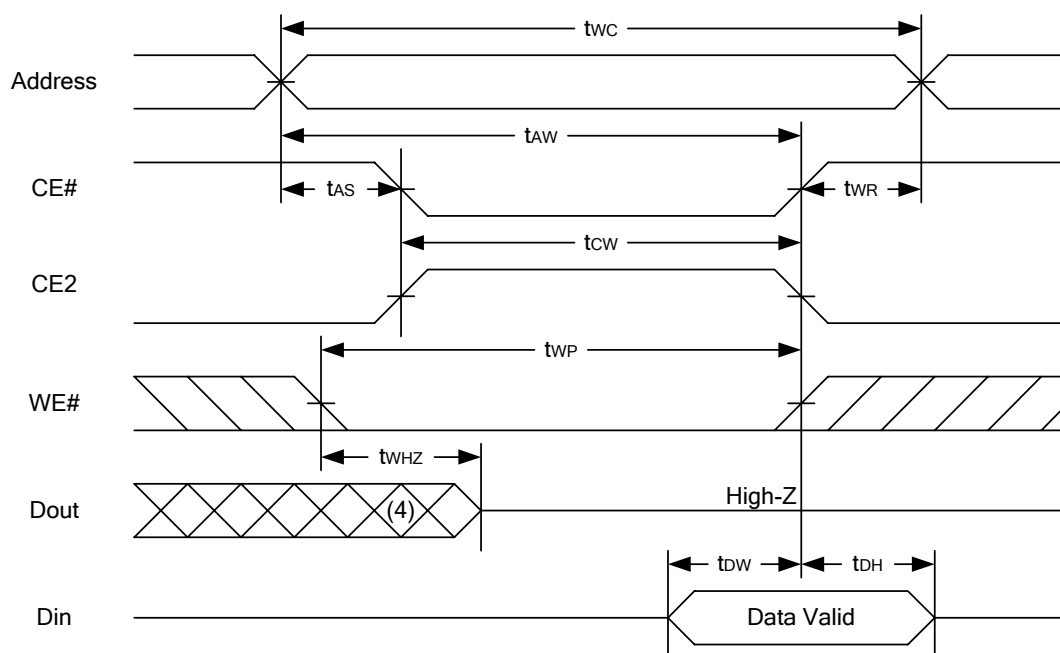 tWC
Address
tAW
CE#
tAS
tWR
tCW
CE2
tWP
WE#
tWHZ
Dout
(4)
High-Z
tDW
tDH
Din
Data Valid